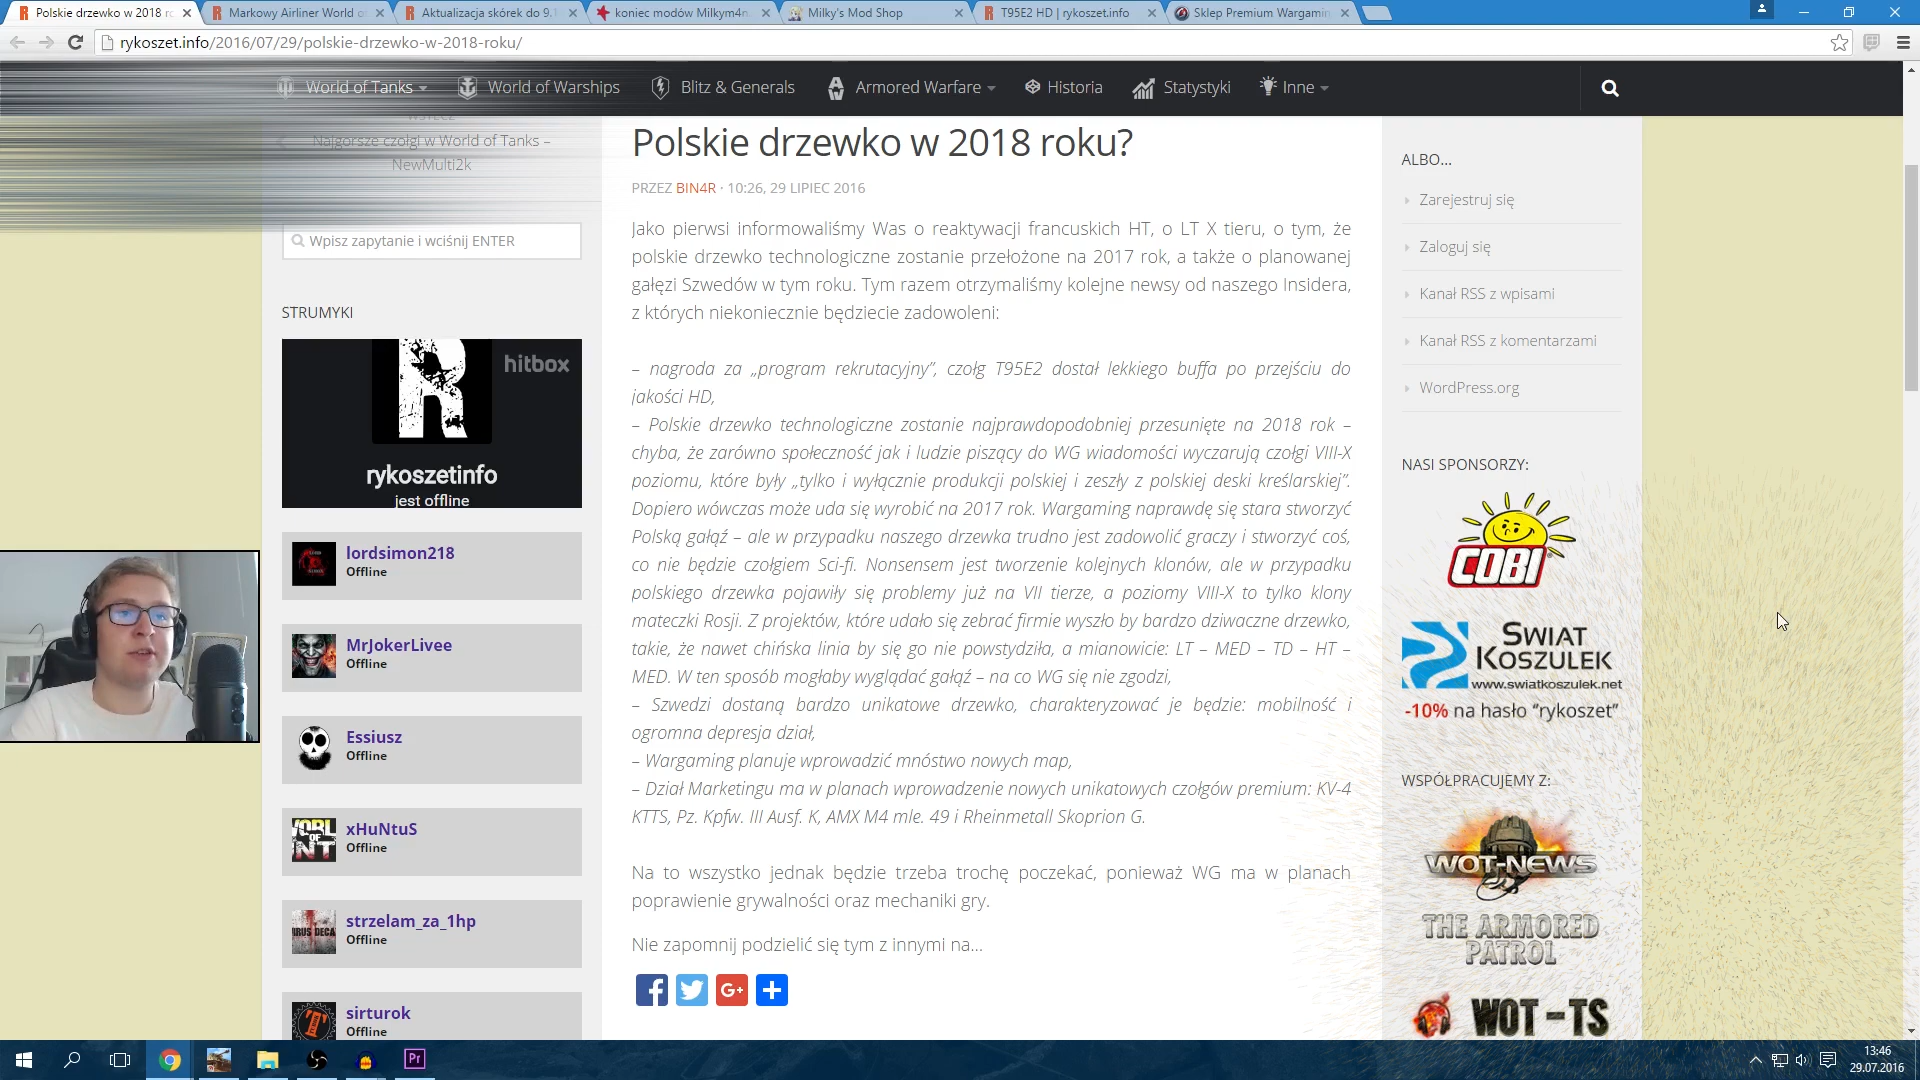 Polskie drzewko w 2018 r
Markowy Airliner World o
Aktualizacja skórek do 9.
koniec modów Milkym4n
Milky's Mod Shop
T95E2 HD | rykoszet.info
Sklep Premium Wargamin
rykoszet.info/2016/07/29/polskie-drzewko-w-2018-roku/
World of Tanks
World of Warships
Blitz & Generals
Armored Warfare
Historia
Statystyki
Inne
WSTECZ
Najgorsze czołgi w World of Tanks –
NewMulti2k
Wpisz zapytanie i wciśnij ENTER
STRUMYKI
hitbox
rykoszetinfo
jest offline
lordsimon218
Offline
MrJokerLivee
Offline
Essiusz
Offline
xHuNtuS
Offline
strzelam_za_1hp
Offline
sirturok
Offline
Polskie drzewko w 2018 roku?
PRZEZ BIN4R · 10:26, 29 LIPIEC 2016
Jako pierwsi informowaliśmy Was o reaktywacji francuskich HT, o LT X tieru, o tym, że
polskie drzewko technologiczne zostanie przełożone na 2017 rok, a także o planowanej
gałęzi Szwedów w tym roku. Tym razem otrzymaliśmy kolejne newsy od naszego Insidera,
z których niekoniecznie będziecie zadowoleni:
– nagroda za „program rekrutacyjny”, czołg T95E2 dostał lekkiego buffa po przejściu do
jakości HD,
– Polskie drzewko technologiczne zostanie najprawdopodobniej przesunięte na 2018 rok –
chyba, że zarówno społeczność jak i ludzie piszący do WG wiadomości wyczarują czołgi VIII-X
poziomu, które były „tylko i wyłącznie produkcji polskiej i zeszły z polskiej deski kreślarskiej”.
Dopiero wówczas może uda się wyrobić na 2017 rok. Wargaming naprawdę się stara stworzyć
Polską gałąź – ale w przypadku naszego drzewka trudno jest zadowolić graczy i stworzyć coś,
co nie będzie czołgiem Sci-fi. Nonsensem jest tworzenie kolejnych klonów, ale w przypadku
polskiego drzewka pojawiły się problemy już na VII tierze, a poziomy VIII-X to tylko klony
mateczki Rosji. Z projektów, które udało się zebrać firmie wyszło by bardzo dziwaczne drzewko,
takie, że nawet chińska linia by się go nie powstydziła, a mianowicie: LT – MED – TD – HT –
MED. W ten sposób mogłaby wyglądać gałąź – na co WG się nie zgodzi,
– Szwedzi dostaną bardzo unikatowe drzewko, charakteryzować je będzie: mobilność i
ogromna depresja dział,
– Wargaming planuje wprowadzić mnóstwo nowych map,
– Dział Marketingu ma w planach wprowadzenie nowych unikatowych czołgów premium: KV-4
KTTS, Pz. Kpfw. III Ausf. K, AMX M4 mle. 49 i Rheinmetall Skoprion G.
Na to wszystko jednak będzie trzeba trochę poczekać, ponieważ WG ma w planach
poprawienie grywalności oraz mechaniki gry.
Nie zapomnij podzielić się tym z innymi na...
ALBO...
Zarejestruj się
Zaloguj się
Kanał RSS z wpisami
Kanał RSS z komentarzami
WordPress.org
NASI SPONSORZY:
COBI
ŚWIAT
KOSZULEK
www.swiatkoszulek.net
-10% na hasło “rykoszet”
WSPÓŁPRACUJEMY Z:
WOT-NEWS
THE ARMORED
PATROL
WOT-TS
13:46
29.07.2016